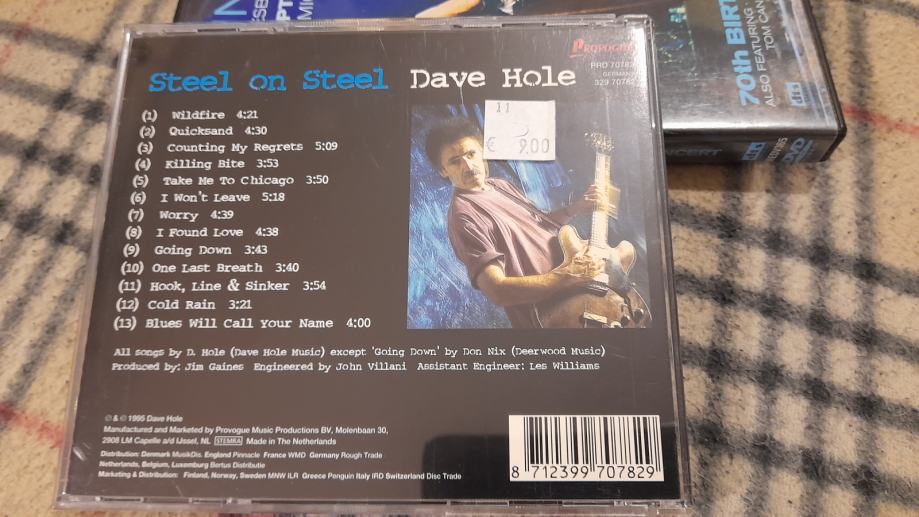 70th BIRT
ALSO FEATURING
TOM CAN
dts
DVD
PROVOGUE
PRD 7078
GERMANY
329 7078
Steel on Steel Dave Hole
11
€ 9.00
(1) Wildfire 4:21
(2) Quicksand 4:30
(3) Counting My Regrets 5:09
(4) Killing Bite 3:53
(5) Take Me To Chicago 3:50
(6) I Won't Leave 5:18
(7) Worry 4:39
(8) I Found Love 4:38
(9) Going Down 3:43
(10) One Last Breath 3:40
(11) Hook, Line & Sinker 3:54
(12) Cold Rain 3:21
(13) Blues Will Call Your Name 4:00
All songs by D. Hole (Dave Hole Music) except 'Going Down' by Don Nix (Deerwood Music)
Produced by: Jim Gaines Engineered by John Villani Assistant Engineer: Les Williams
℗ & © 1995 Dave Hole
Manufactured and Marketed by Provogue Music Productions BV, Molenbaan 30,
2908 LM Capelle a/d IJssel, NL STEMRA Made in The Netherlands
Distribution: Denmark MusikDis. England Pinnacle France WMD Germany Rough Trade
Netherlands, Belgium, Luxemburg Bertus Distributie
Marketing & Distribution: Finland, Norway, Sweden MNW ILR Greece Penguin Italy IRD Switzerland Disc Trade
8 712399 707829